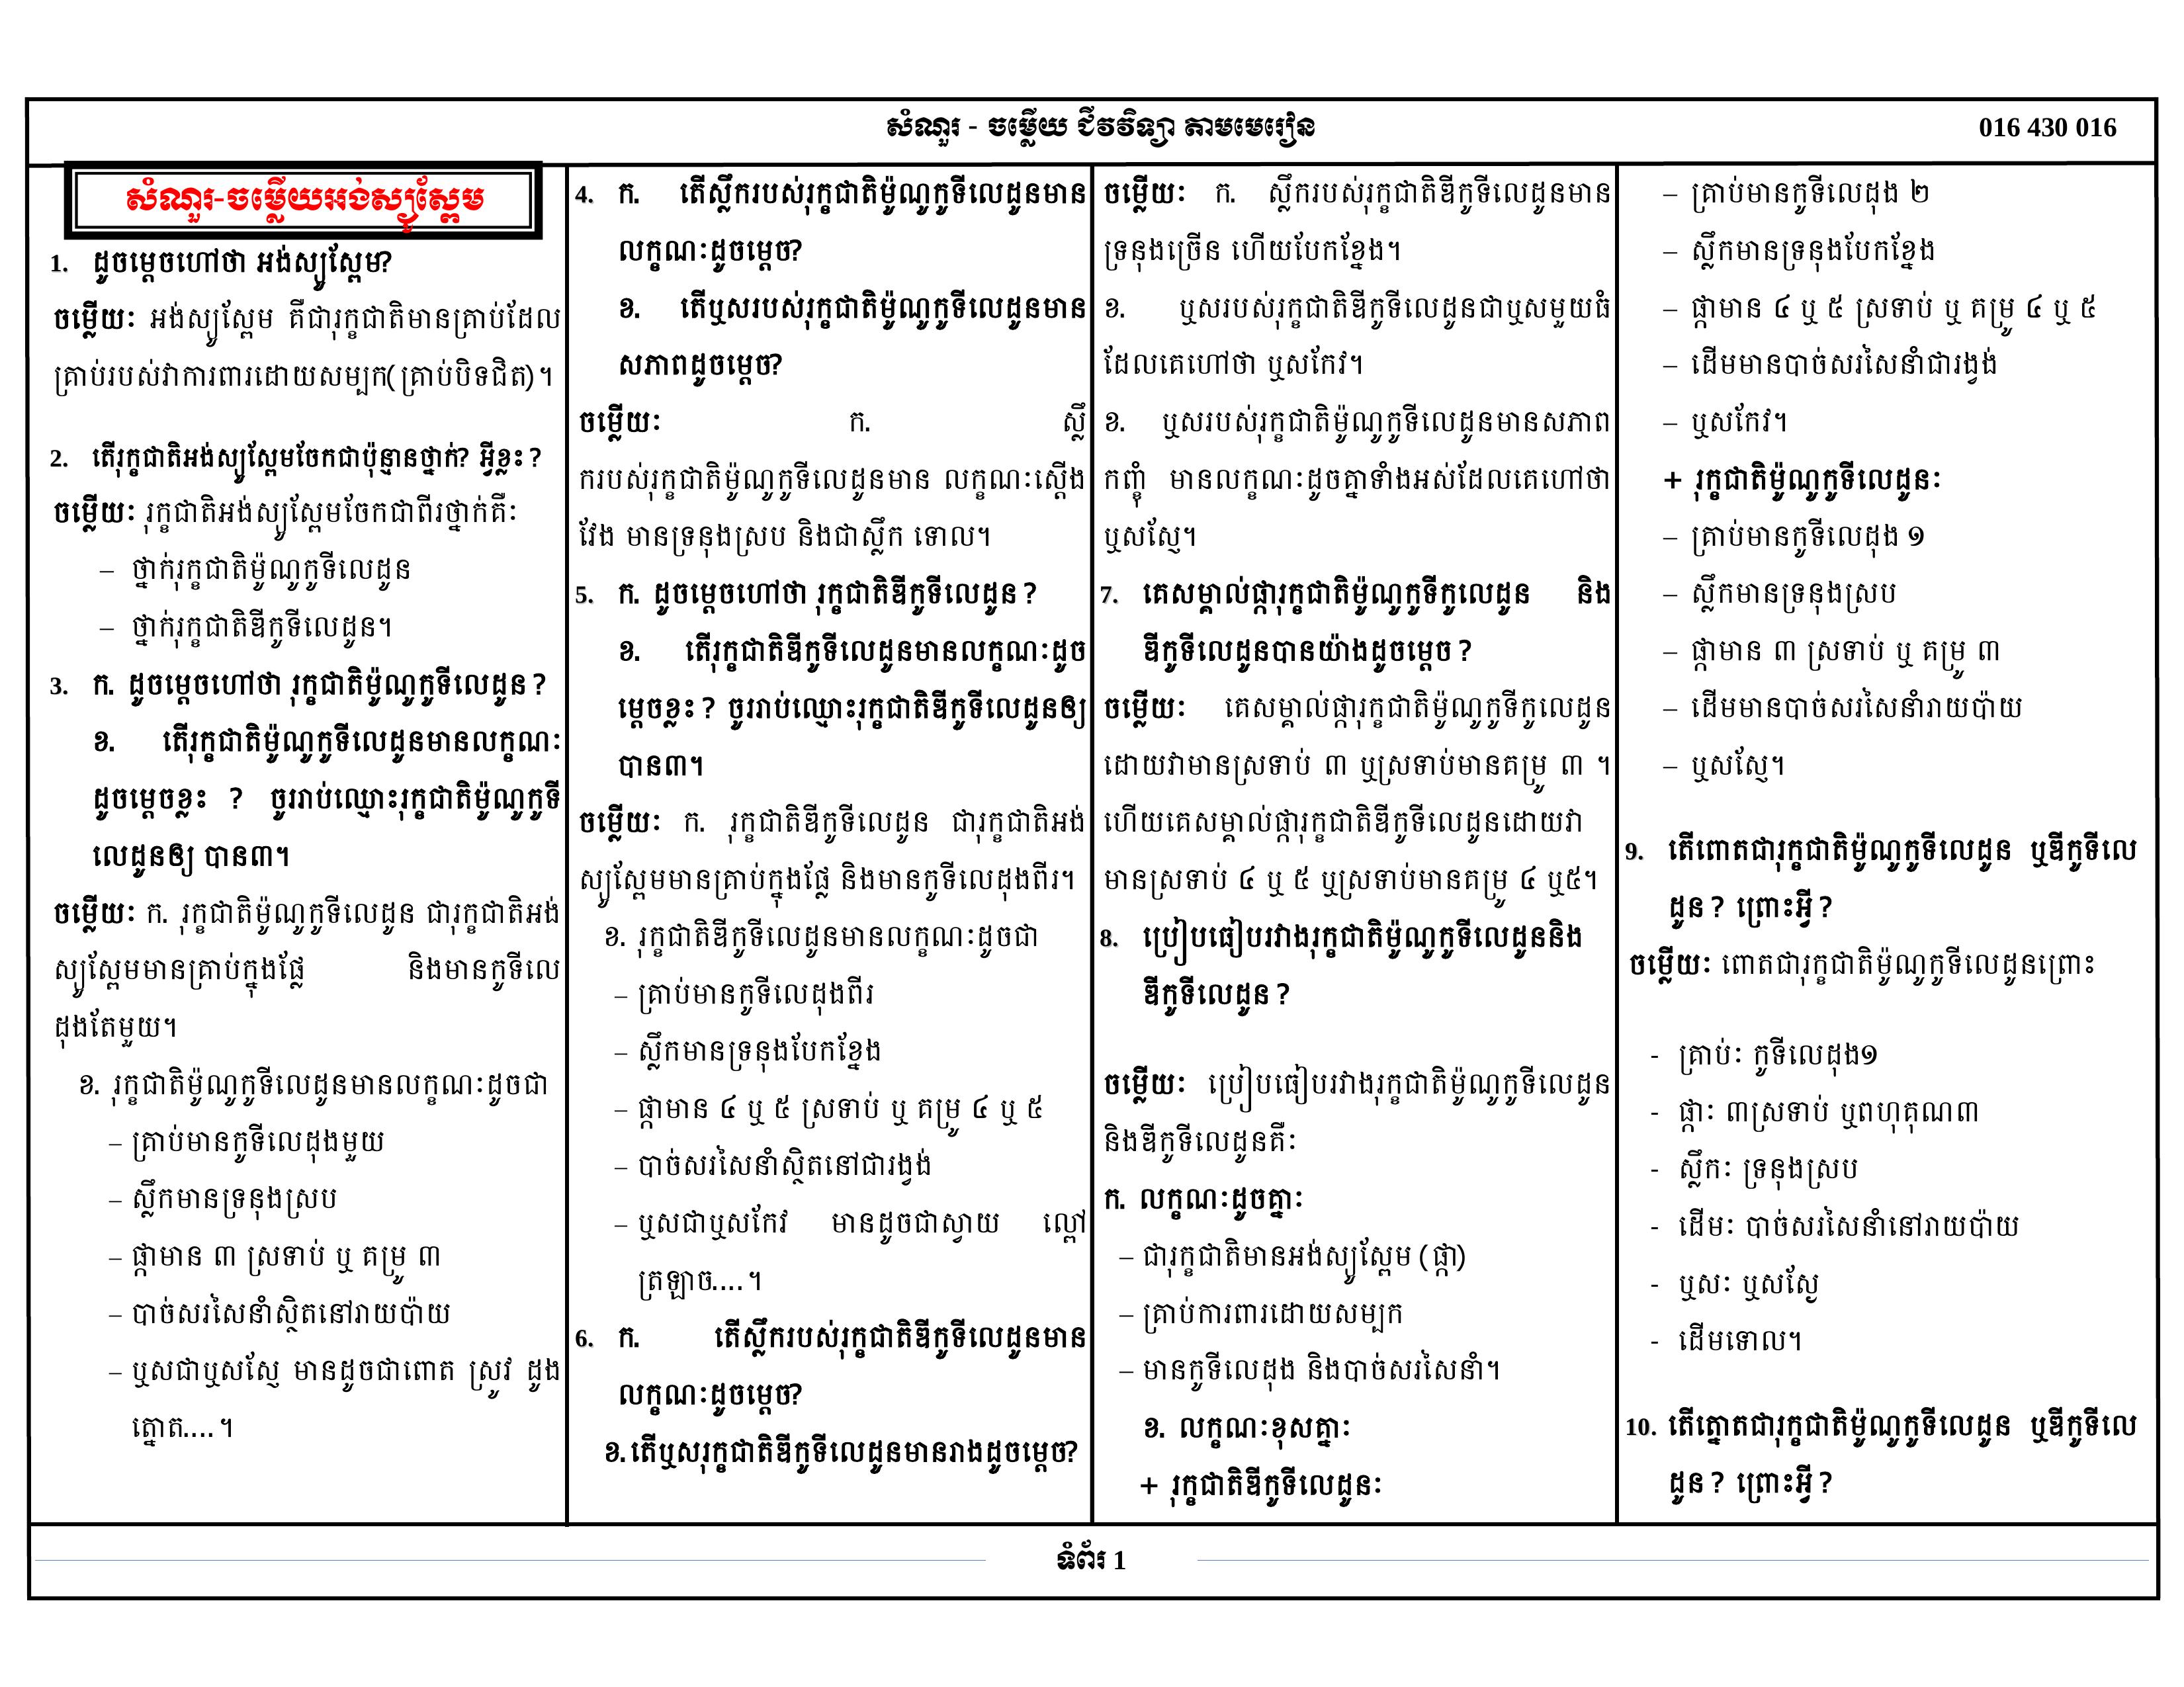 សំណួរ - ចម្លើយ ជីវវិទ្យា តាមមេរៀន
016 430 016
សំណួរ-ចម្លើយអង់ស្យូស្ពែម
1. ដូចម្តេចហៅថា អង់ស្យូស្ពែម?
ចម្លើយ: អង់ស្យូស្ពែម គឺជារុក្ខជាតិមានគ្រាប់ដែល
គ្រាប់របស់វាការពារដោយសម្បក(គ្រាប់បិទជិត)។
2. តើរុក្ខជាតិអង់ស្យូស្ពែមចែកជាប៉ុន្មានថ្នាក់? អ្វីខ្លះ?
ចម្លើយ: រុក្ខជាតិអង់ស្យូស្ពែមចែកជាពីរថ្នាក់គឺ:
– ថ្នាក់រុក្ខជាតិម៉ូណូកូទីលេដូន
– ថ្នាក់រុក្ខជាតិឌីកូទីលេដូន។
3. ក. ដូចម្តេចហៅថា រុក្ខជាតិម៉ូណូកូទីលេដូន?
ខ. តើរុក្ខជាតិម៉ូណូកូទីលេដូនមានលក្ខណ:
ដូចម្តេចខ្លះ ? ចូររាប់ឈ្មោះរុក្ខជាតិម៉ូណូកូទី
លេដូនឲ្យ បាន៣។
ចម្លើយ: ក. រុក្ខជាតិម៉ូណូកូទីលេដូន ជារុក្ខជាតិអង់
ស្យូស្ពែមមានគ្រាប់ក្នុងផ្លែ និងមានកូទីលេ
ដុងតែមួយ។
ខ. រុក្ខជាតិម៉ូណូកូទីលេដូនមានលក្ខណ:ដូចជា
– គ្រាប់មានកូទីលេដុងមួយ
– ស្លឹកមានទ្រនុងស្រប
– ផ្កាមាន ៣ ស្រទាប់ ឬ គម្រូ ៣
– បាច់សរសៃនាំស្ថិតនៅរាយប៉ាយ
– ឬសជាឬសស្ញែ មានដូចជាពោត ស្រូវ ដូង
ត្នោត....។
4. ក. តើស្លឹករបស់រុក្ខជាតិម៉ូណូកូទីលេដូនមាន
លក្ខណ:ដូចម្តេច?
ខ. តើឬសរបស់រុក្ខជាតិម៉ូណូកូទីលេដូនមាន
សភាពដូចម្តេច?
ចម្លើយ: ក. ស្លឹ
ករបស់រុក្ខជាតិម៉ូណូកូទីលេដូនមាន លក្ខណ:ស្តើង
វែង មានទ្រនុងស្រប និងជាស្លឹក ទោល។
5. ក. ដូចម្តេចហៅថា រុក្ខជាតិឌីកូទីលេដូន?
ខ. តើរុក្ខជាតិឌីកូទីលេដូនមានលក្ខណ:ដូច
ម្តេចខ្លះ? ចូររាប់ឈ្មោះរុក្ខជាតិឌីកូទីលេដូនឲ្យ
បាន៣។
ចម្លើយ: ក. រុក្ខជាតិឌីកូទីលេដូន ជារុក្ខជាតិអង់
ស្យូស្ពែមមានគ្រាប់ក្នុងផ្លែ និងមានកូទីលេដុងពីរ។
ខ. រុក្ខជាតិឌីកូទីលេដូនមានលក្ខណ:ដូចជា
– គ្រាប់មានកូទីលេដុងពីរ
– ស្លឹកមានទ្រនុងបែកខ្នែង
– ផ្កាមាន ៤ ឬ ៥ ស្រទាប់ ឬ គម្រូ ៤ ឬ ៥
– បាច់សរសៃនាំស្ថិតនៅជារង្វង់
– ឬសជាឬសកែវ មានដូចជាស្វាយ ល្ពៅ
ត្រឡាច....។
6. ក. តើស្លឹករបស់រុក្ខជាតិឌីកូទីលេដូនមាន
លក្ខណ:ដូចម្តេច?
ខ.តើឬសរុក្ខជាតិឌីកូទីលេដូនមានរាងដូចម្តេច?
ចម្លើយ: ក. ស្លឹករបស់រុក្ខជាតិឌីកូទីលេដូនមាន
ទ្រនុងច្រើន ហើយបែកខ្នែង។
ខ. ឬសរបស់រុក្ខជាតិឌីកូទីលេដូនជាឬសមួយធំ
ដែលគេហៅថា ឬសកែវ។
ខ. ឬសរបស់រុក្ខជាតិម៉ូណូកូទីលេដូនមានសភាព
កញ្ចុំ មានលក្ខណ:ដូចគ្នាទាំងអស់ដែលគេហៅថា
ឬសស្ញែ។
7. គេសម្គាល់ផ្ការុក្ខជាតិម៉ូណូកូទីកូលេដូន និង
ឌីកូទីលេដូនបានយ៉ាងដូចម្តេច?
ចម្លើយ: គេសម្គាល់ផ្ការុក្ខជាតិម៉ូណូកូទីកូលេដូន
ដោយវាមានស្រទាប់ ៣ ឬស្រទាប់មានគម្រូ ៣ ។
ហើយគេសម្គាល់ផ្ការុក្ខជាតិឌីកូទីលេដូនដោយវា
មានស្រទាប់ ៤ ឬ ៥ ឬស្រទាប់មានគម្រូ ៤ ឬ៥។
8. ប្រៀបធៀបរវាងរុក្ខជាតិម៉ូណូកូទីលេដូននិង
ឌីកូទីលេដូន?
ចម្លើយ: ប្រៀបធៀបរវាងរុក្ខជាតិម៉ូណូកូទីលេដូន
និងឌីកូទីលេដូនគឺ:
ក. លក្ខណ:ដូចគ្នា:
– ជារុក្ខជាតិមានអង់ស្យូស្ពែម (ផ្កា)
– គ្រាប់ការពារដោយសម្បក
– មានកូទីលេដុង និងបាច់សរសៃនាំ។
ខ. លក្ខណ:ខុសគ្នា:
+ រុក្ខជាតិឌីកូទីលេដូន:
– គ្រាប់មានកូទីលេដុង ២
– ស្លឹកមានទ្រនុងបែកខ្នែង
– ផ្កាមាន ៤ ឬ ៥ ស្រទាប់ ឬ គម្រូ ៤ ឬ ៥
– ដើមមានបាច់សរសៃនាំជារង្វង់
– ឬសកែវ។
+ រុក្ខជាតិម៉ូណូកូទីលេដូន:
– គ្រាប់មានកូទីលេដុង ១
– ស្លឹកមានទ្រនុងស្រប
– ផ្កាមាន ៣ ស្រទាប់ ឬ គម្រូ ៣
– ដើមមានបាច់សរសៃនាំរាយប៉ាយ
– ឬសស្ញែ។
9. តើពោតជារុក្ខជាតិម៉ូណូកូទីលេដូន ឬឌីកូទីលេ
ដូន? ព្រោះអ្វី?
ចម្លើយ: ពោតជារុក្ខជាតិម៉ូណូកូទីលេដូនព្រោះ
- គ្រាប់: កូទីលេដុង១
- ផ្កា: ៣ស្រទាប់ ឬពហុគុណ៣
- ស្លឹក: ទ្រនុងស្រប
- ដើម: បាច់សរសៃនាំនៅរាយប៉ាយ
- ឬស: ឬសស្ងែ
- ដើមទោល។
10. តើត្នោតជារុក្ខជាតិម៉ូណូកូទីលេដូន ឬឌីកូទីលេ
ដូន? ព្រោះអ្វី?
ទំព័រ 1